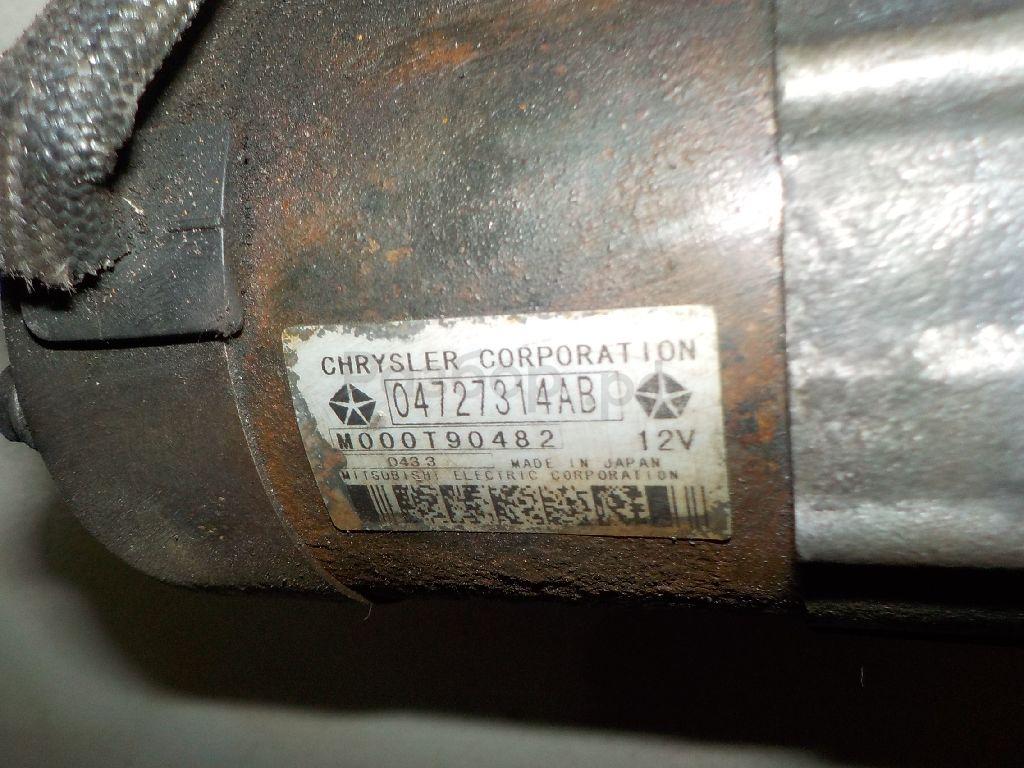 CHRYSLER CORPORATION
04727314AB
M000T90482 12V
0433 MADE IN JAPAN
MITSUBISHI ELECTRIC CORPORATION